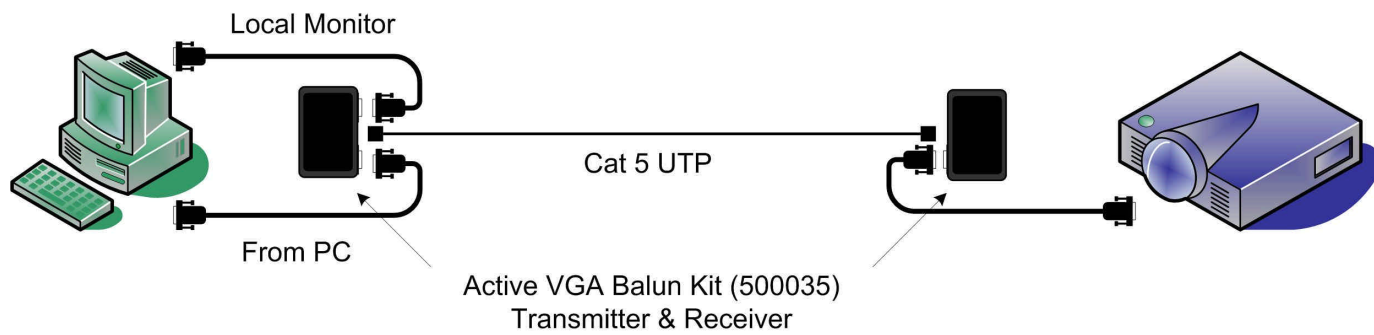 Local Monitor
Cat 5 UTP
From PC
Active VGA Balun Kit (500035)
Transmitter & Receiver